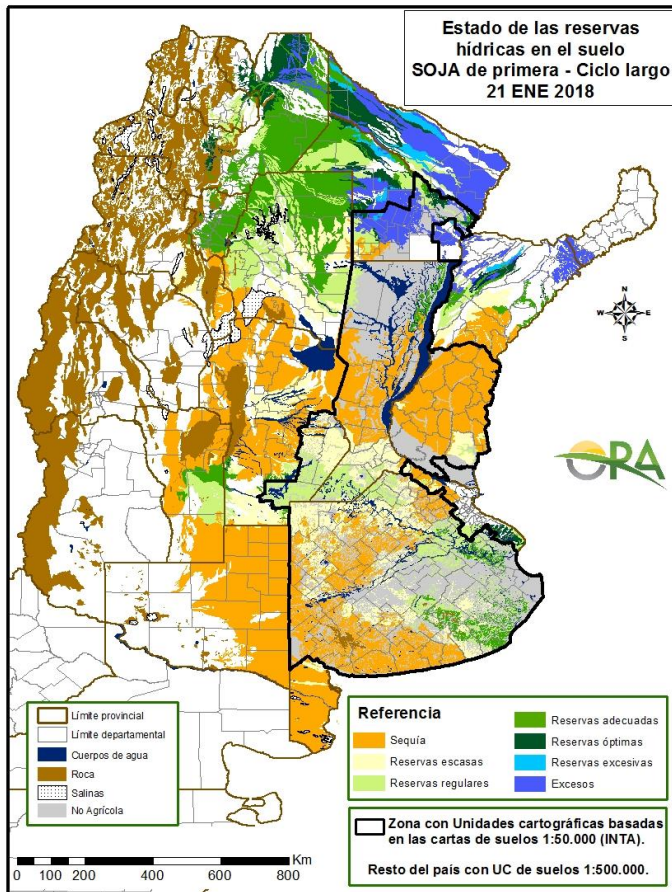 Estado de las reservas
hídricas en el suelo
SOJA de primera - Ciclo largo
21 ENE 2018
N
W
E
S
ORA
Límite provincial
Límite departamental
Cuerpos de agua
Roca
Salinas
No Agrícola
Referencia
Sequía
Reservas escasas
Reservas regulares
Reservas adecuadas
Reservas óptimas
Reservas excesivas
Excesos
Zona con Unidades cartográficas basadas
en las cartas de suelos 1:50.000 (INTA).
Resto del país con UC de suelos 1:500.000.
0 100 200 400 600 800 Km